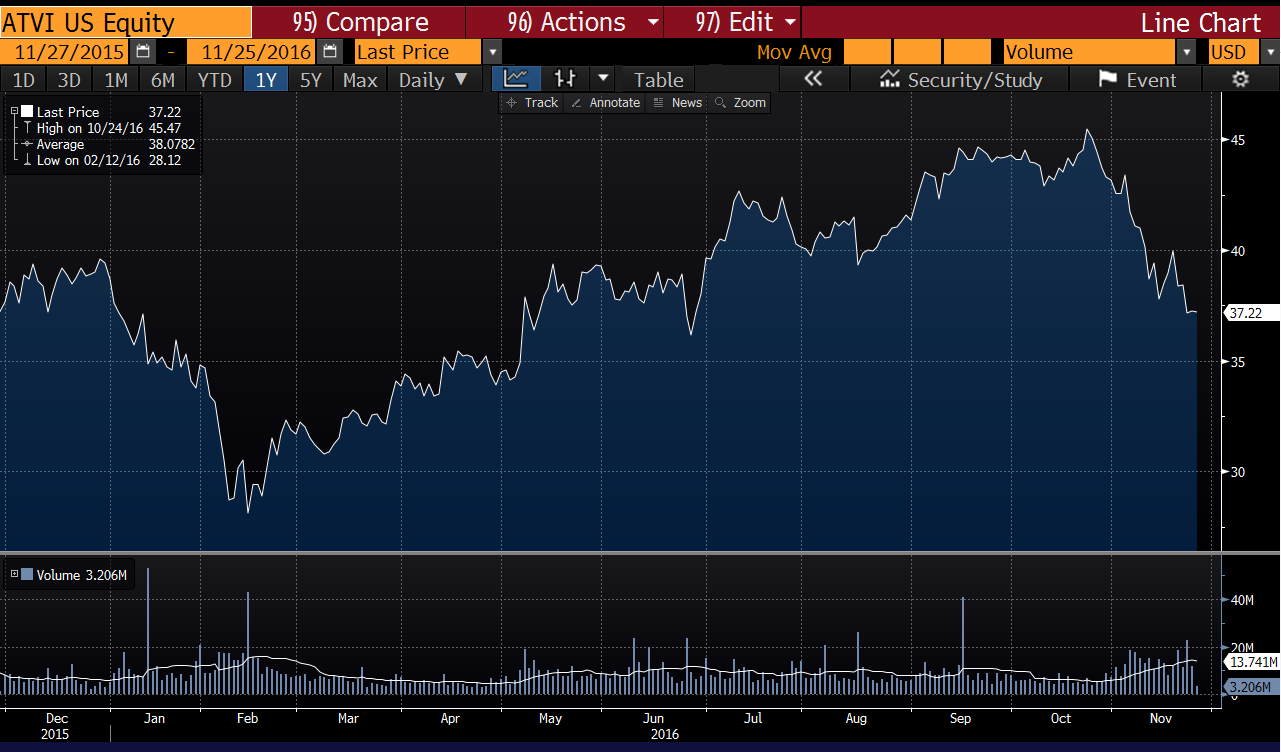 ATVI US Equity 95) Compare 96) Actions 97) Edit Line Chart
11/27/2015 - 11/25/2016 Last Price Mov Avg Volume USD
1D 3D 1M 6M YTD 1Y 5Y Max Daily Table Security/Study Event
Track Annotate News Zoom
Last Price 37.22
High on 10/24/16 45.47
Average 38.0782
Low on 02/12/16 28.12
45
40
37.22
35
30
Volume 3.206M
40M
20M
13.741M
3.206M
0
Dec Jan Feb Mar Apr May Jun Jul Aug Sep Oct Nov
2015 2016